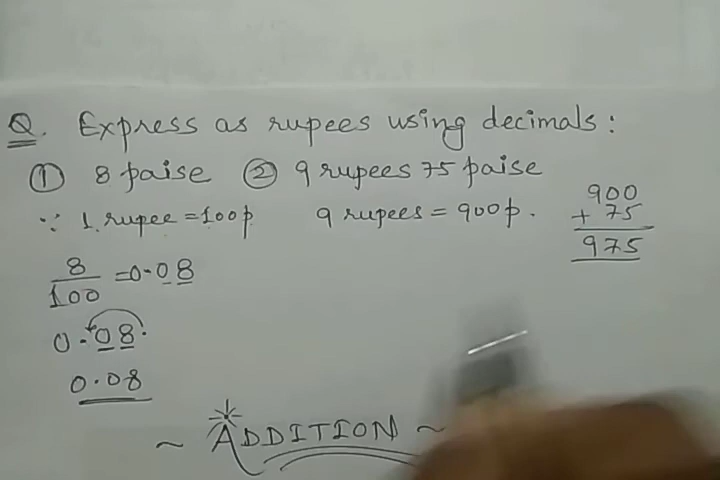 Q. Express as rupees using decimals:
① 8 paise ② 9 rupees 75 paise
∵ 1 rupee = 100p 9 rupees = 900p.
900
+ 75
975
8/100 = 0.08
0.08.
0.08
~ ADDITION ~